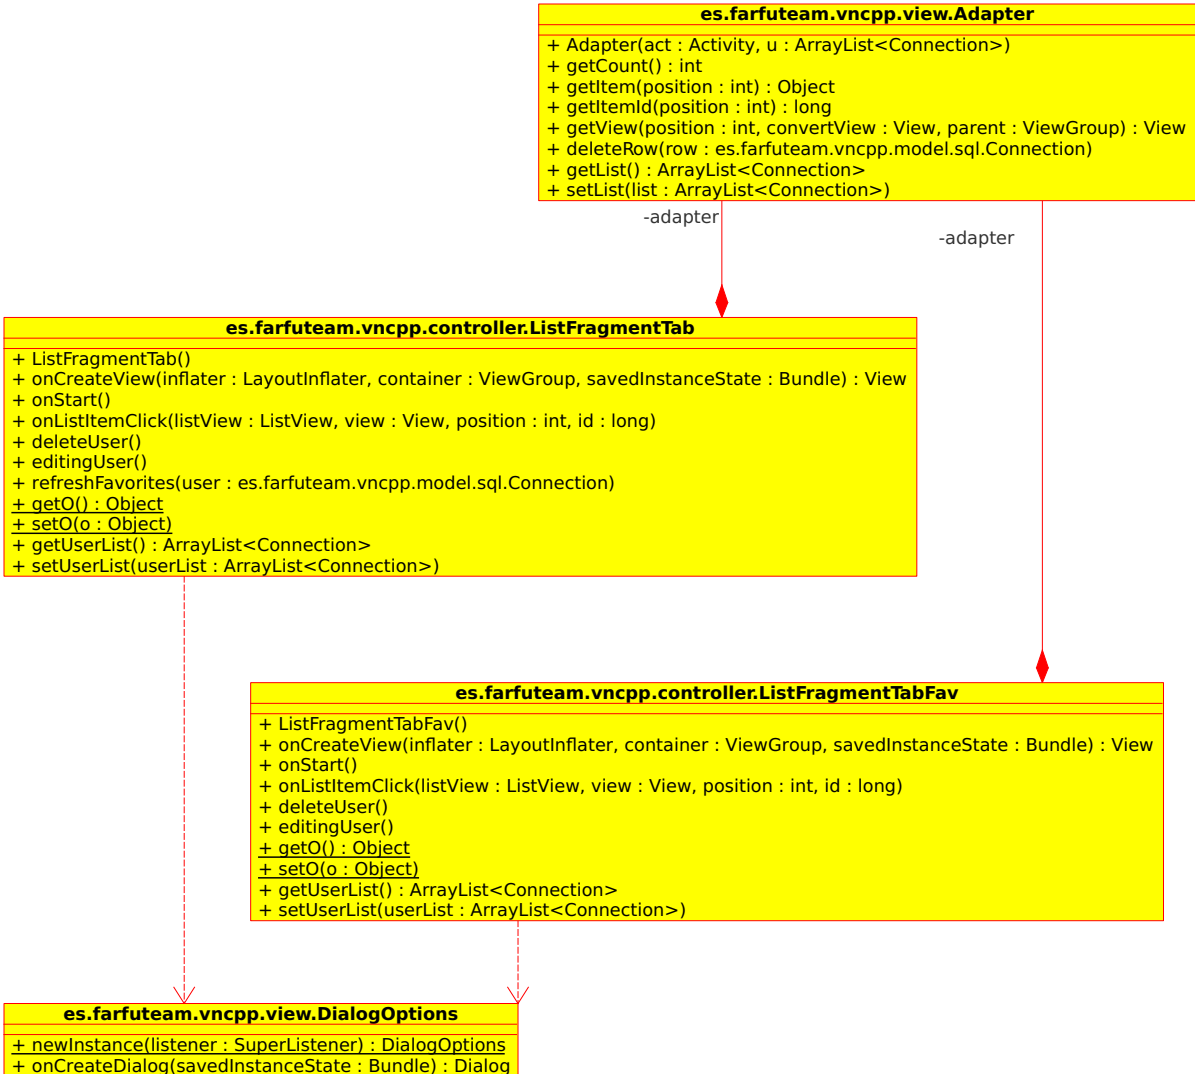 es.farfuteam.vncpp.view.Adapter
+ Adapter(act : Activity, u : ArrayList<Connection>)
+ getCount() : int
+ getItem(position : int) : Object
+ getItemId(position : int) : long
+ getView(position : int, convertView : View, parent : ViewGroup) : View
+ deleteRow(row : es.farfuteam.vncpp.model.sql.Connection)
+ getList() : ArrayList<Connection>
+ setList(list : ArrayList<Connection>)
-adapter
-adapter
es.farfuteam.vncpp.controller.ListFragmentTab
+ ListFragmentTab()
+ onCreateView(inflater : LayoutInflater, container : ViewGroup, savedInstanceState : Bundle) : View
+ onStart()
+ onListItemClick(listView : ListView, view : View, position : int, id : long)
+ deleteUser()
+ editingUser()
+ refreshFavorites(user : es.farfuteam.vncpp.model.sql.Connection)
+ getO() : Object
+ setO(o : Object)
+ getUserList() : ArrayList<Connection>
+ setUserList(userList : ArrayList<Connection>)
es.farfuteam.vncpp.controller.ListFragmentTabFav
+ ListFragmentTabFav()
+ onCreateView(inflater : LayoutInflater, container : ViewGroup, savedInstanceState : Bundle) : View
+ onStart()
+ onListItemClick(listView : ListView, view : View, position : int, id : long)
+ deleteUser()
+ editingUser()
+ getO() : Object
+ setO(o : Object)
+ getUserList() : ArrayList<Connection>
+ setUserList(userList : ArrayList<Connection>)
es.farfuteam.vncpp.view.DialogOptions
+ newInstance(listener : SuperListener) : DialogOptions
+ onCreateDialog(savedInstanceState : Bundle) : Dialog